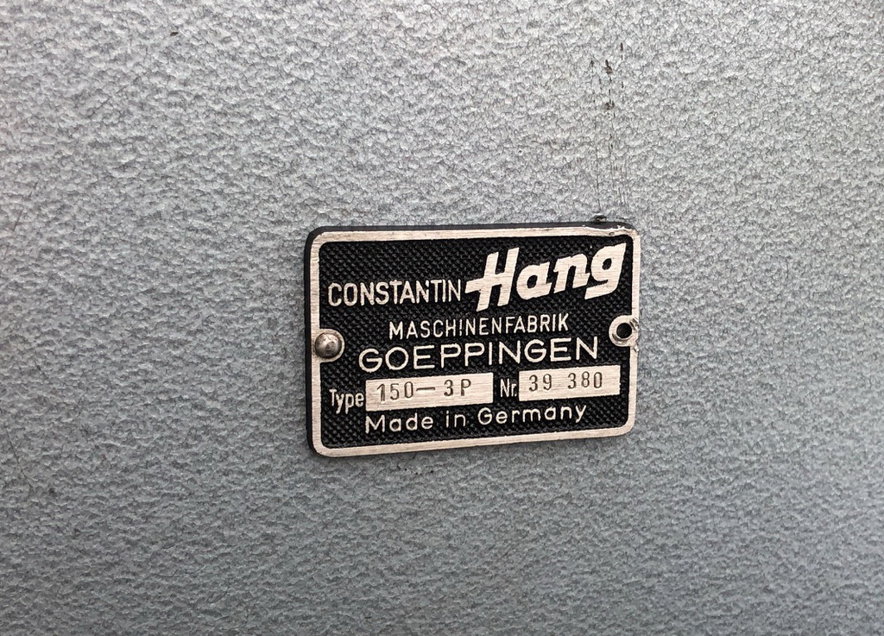 CONSTANTIN Hang
MASCHINENFABRIK
GOEPPINGEN
Type 150-3P Nr. 39 380
Made in Germany